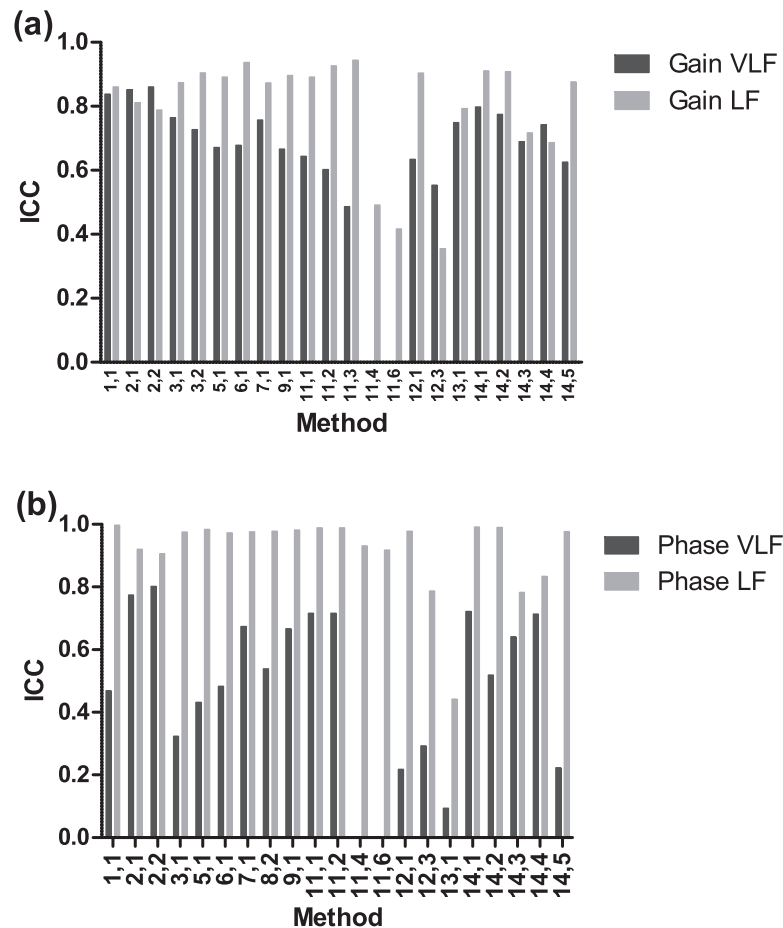 (a)
1.0
0.8
0.6
0.4
0.2
0.0
ICC
1,1 2,1 2,2 3,1 3,2 5,1 6,1 7,1 9,1 11,1 11,2 11,3 11,4 11,6 12,1 12,3 13,1 14,1 14,2 14,3 14,4 14,5
Method
Gain VLF
Gain LF
(b)
1.0
0.8
0.6
0.4
0.2
0.0
ICC
1,1 2,1 2,2 3,1 5,1 6,1 7,1 8,2 9,1 11,1 11,2 11,4 11,6 12,1 12,3 13,1 14,1 14,2 14,3 14,4 14,5
Method
Phase VLF
Phase LF